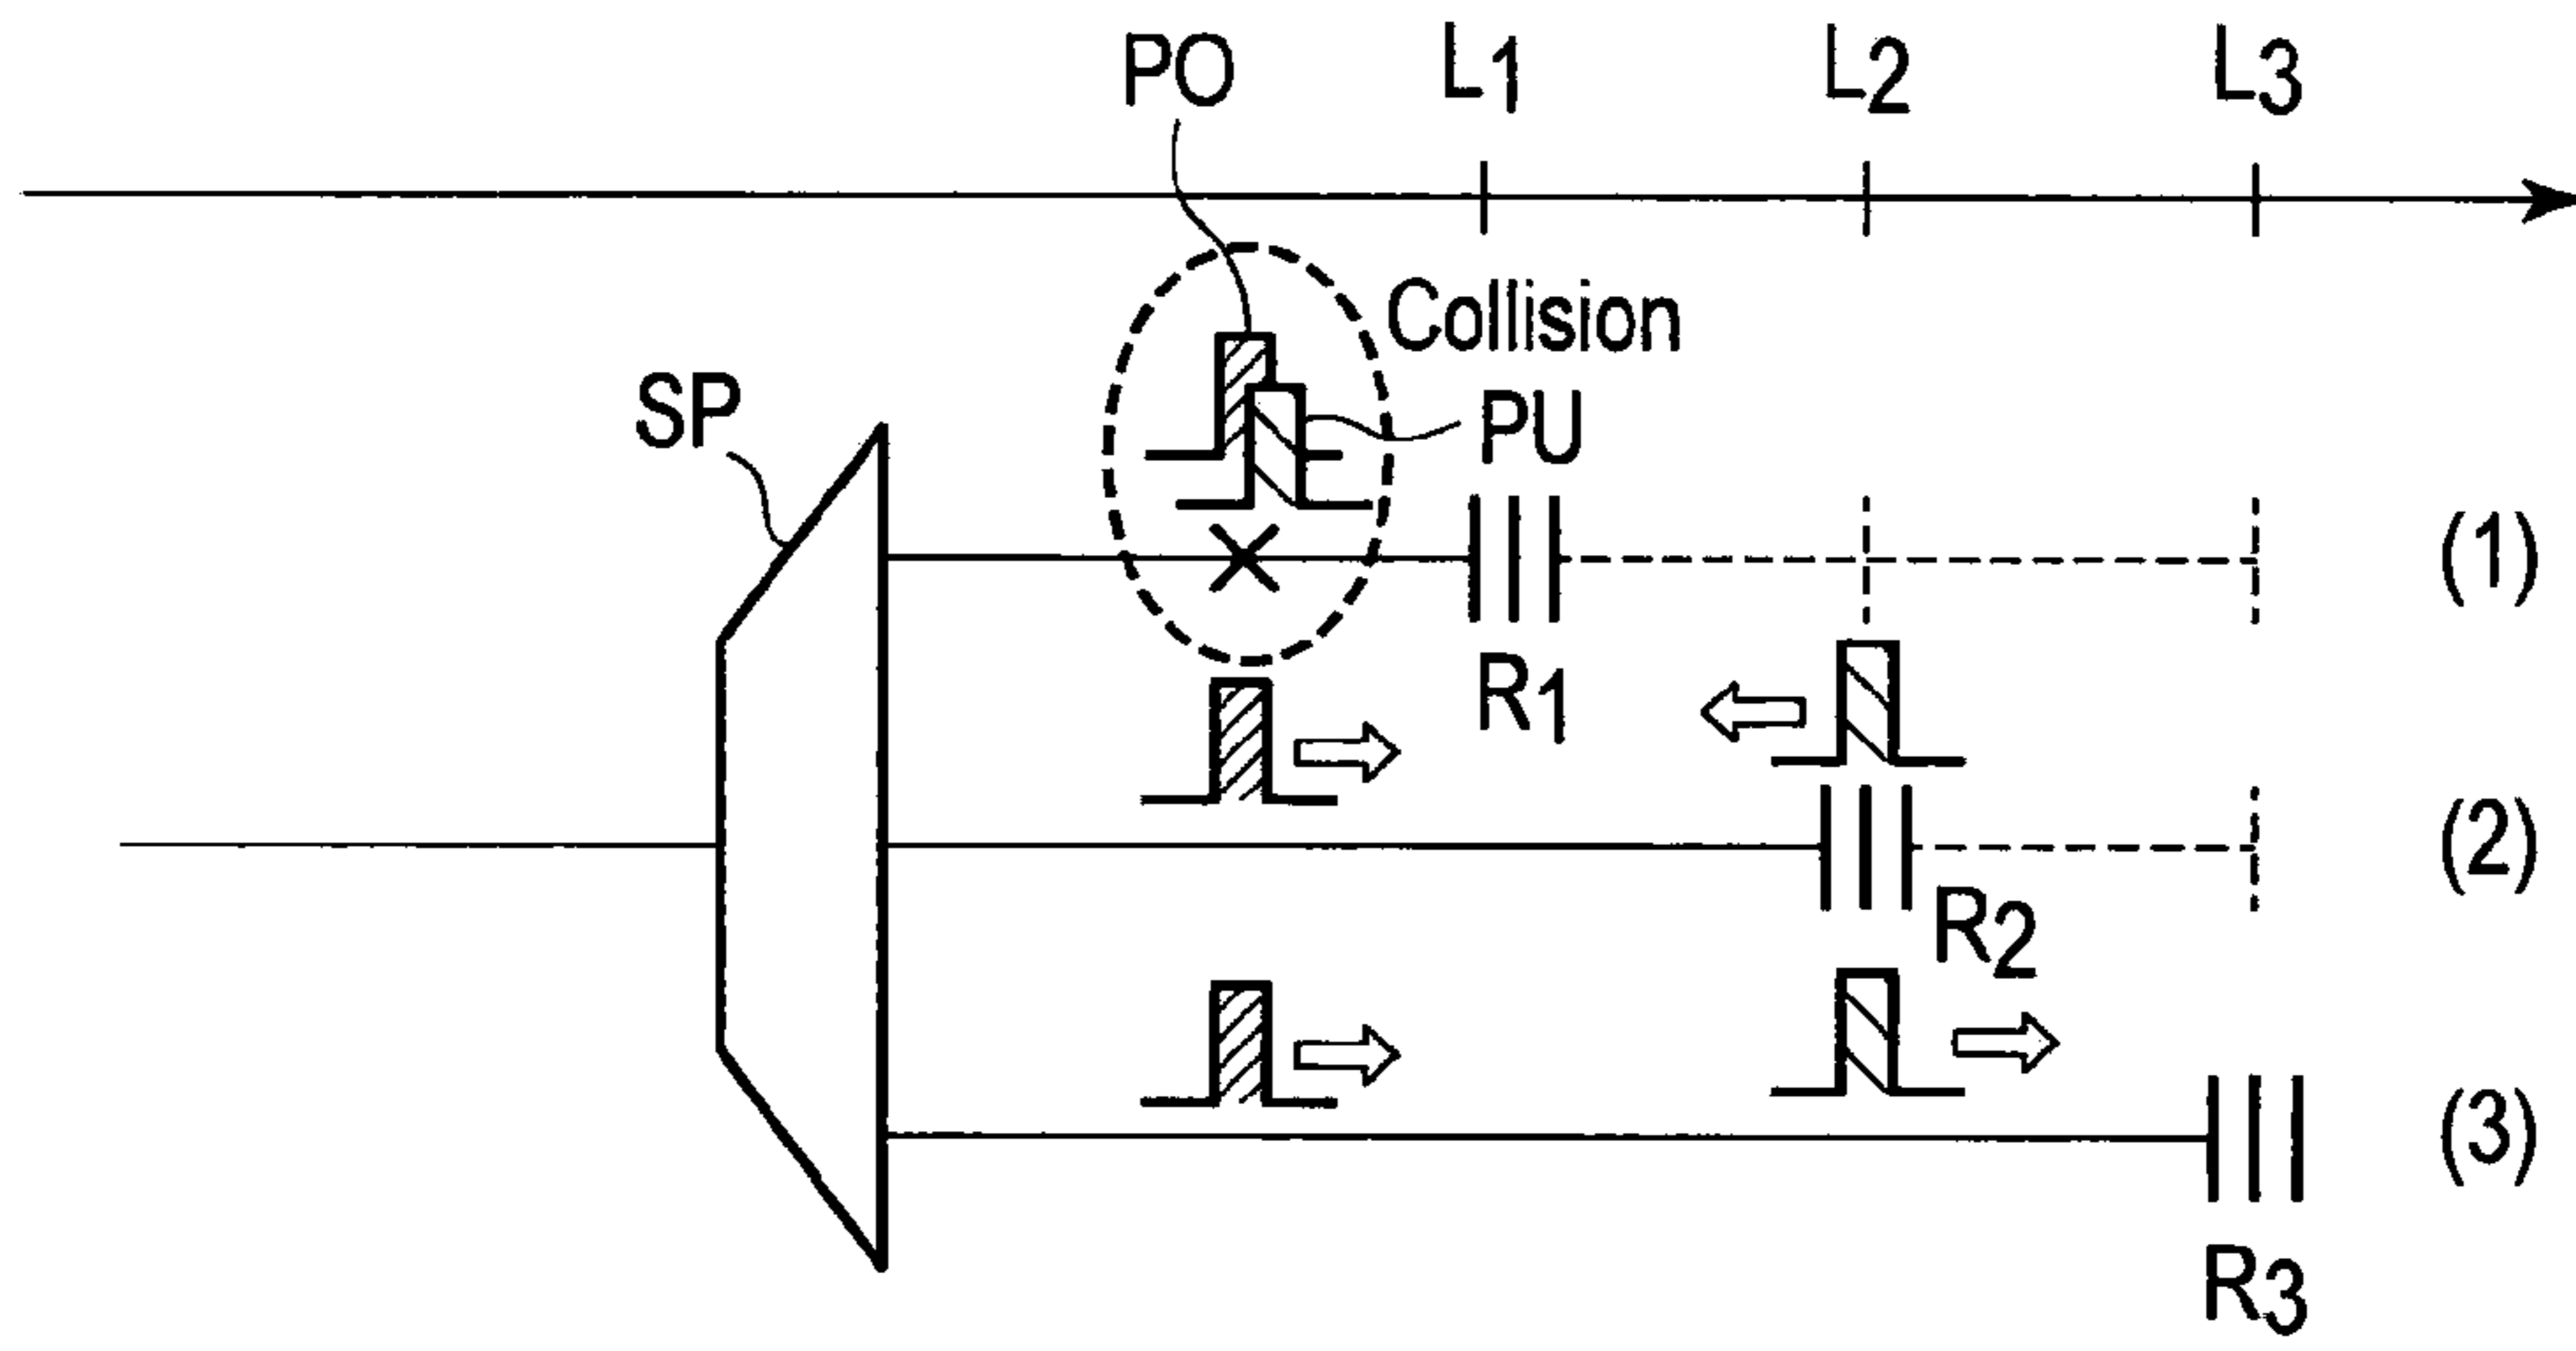 PO L1 L2 L3
Collision
SP PU
(1)
R1
(2)
R2
(3)
R3